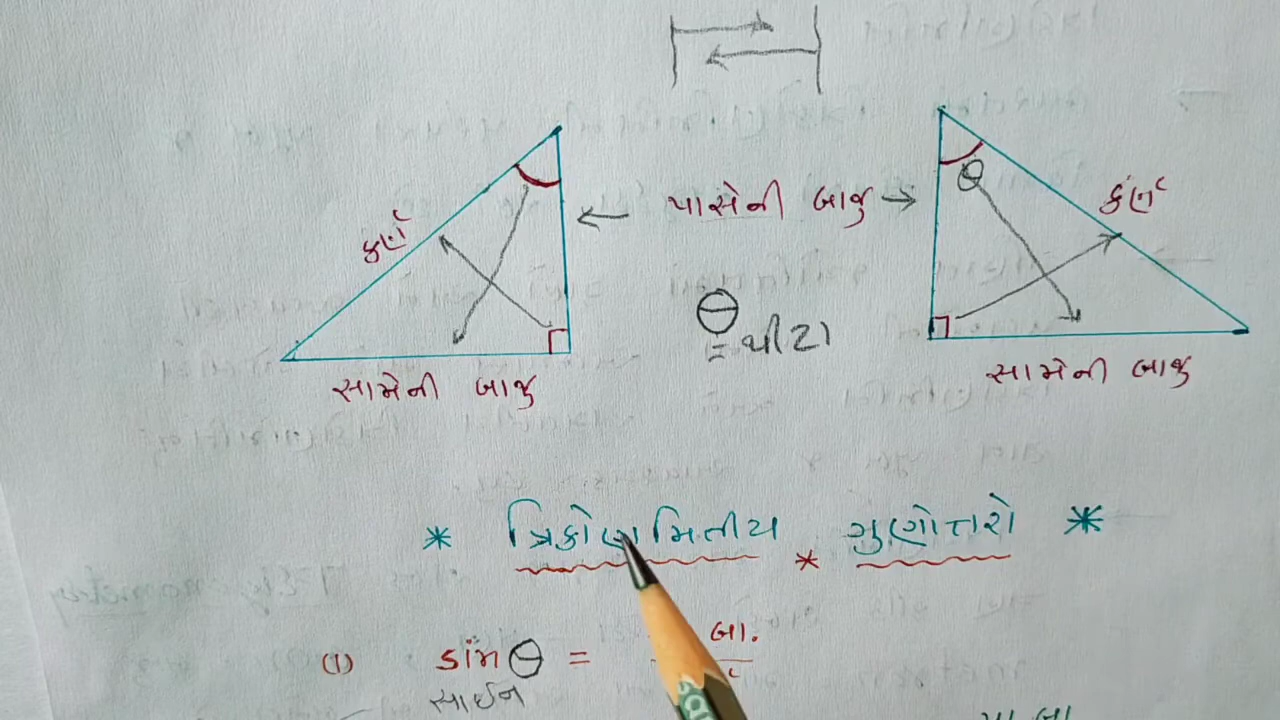 કર્ણ પાસેની બાજુ θ કર્ણ
θ
= થીટા
સામેની બાજુ સામેની બાજુ
* ત્રિકોણમિતીય * ગુણોત્તરો *
(1) sin θ = બા.
સાઈન
પા. બા.